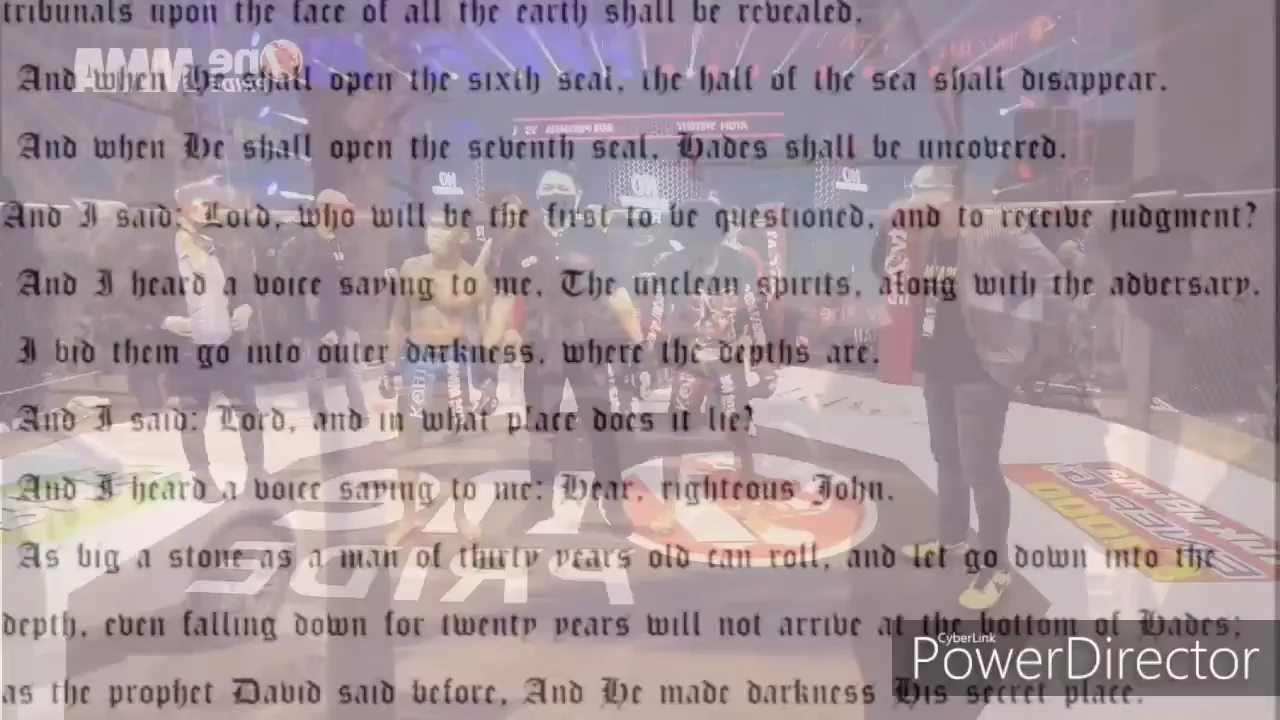 tribunals upon the face of all the earth shall be revealed.
And when He shall open the sixth seal, the half of the sea shall disappear.
And when He shall open the seventh seal, Hades shall be uncovered.
And I said: Lord, who will be the first to be questioned, and to receive judgment?
And I heard a voice saying to me, The unclean spirits, along with the adversary.
I bid them go into outer darkness, where the depths are.
And I said: Lord, and in what place does it lie?
And I heard a voice saying to me: Hear, righteous John.
As big a stone as a man of thirty years old can roll, and let go down into the
depth, even falling down for twenty years will not arrive at the bottom of Hades;
as the prophet David said before, And He made darkness His secret place.
One PRIDE
MMA
PRIDE
CyberLink
PowerDirector